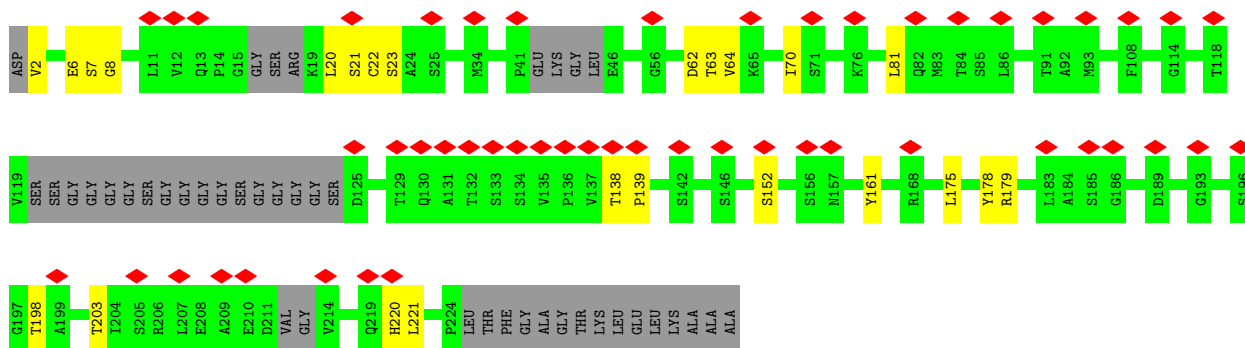 ASP V2 E6 S7 G8 L11 V12 Q13 P14 G15 GLY SER ARG K19 L20 S21 C22 S23 A24 S25 M34 P41 GLU LYS GLY LEU E46 G56 D62 T63 V64 K65 I70 S71 K76 L81 Q82 M83 T84 S85 L86 T91 A92 M93 F108 G114 T118
V119 SER SER GLY GLY GLY SER GLY GLY GLY GLY SER GLY GLY GLY GLY SER D125 T129 Q130 A131 T132 S133 S134 V135 P136 V137 T138 P139 S142 S146 S152 S156 N157 Y161 R168 L175 Y178 R179 L183 A184 S185 G186 D189 G193 S196
G197 T198 A199 T203 I204 S205 R206 L207 E208 A209 E210 D211 VAL GLY V214 Q219 H220 L221 P224 LEU THR PHE GLY ALA GLY THR LYS LEU GLU LEU LYS ALA ALA ALA